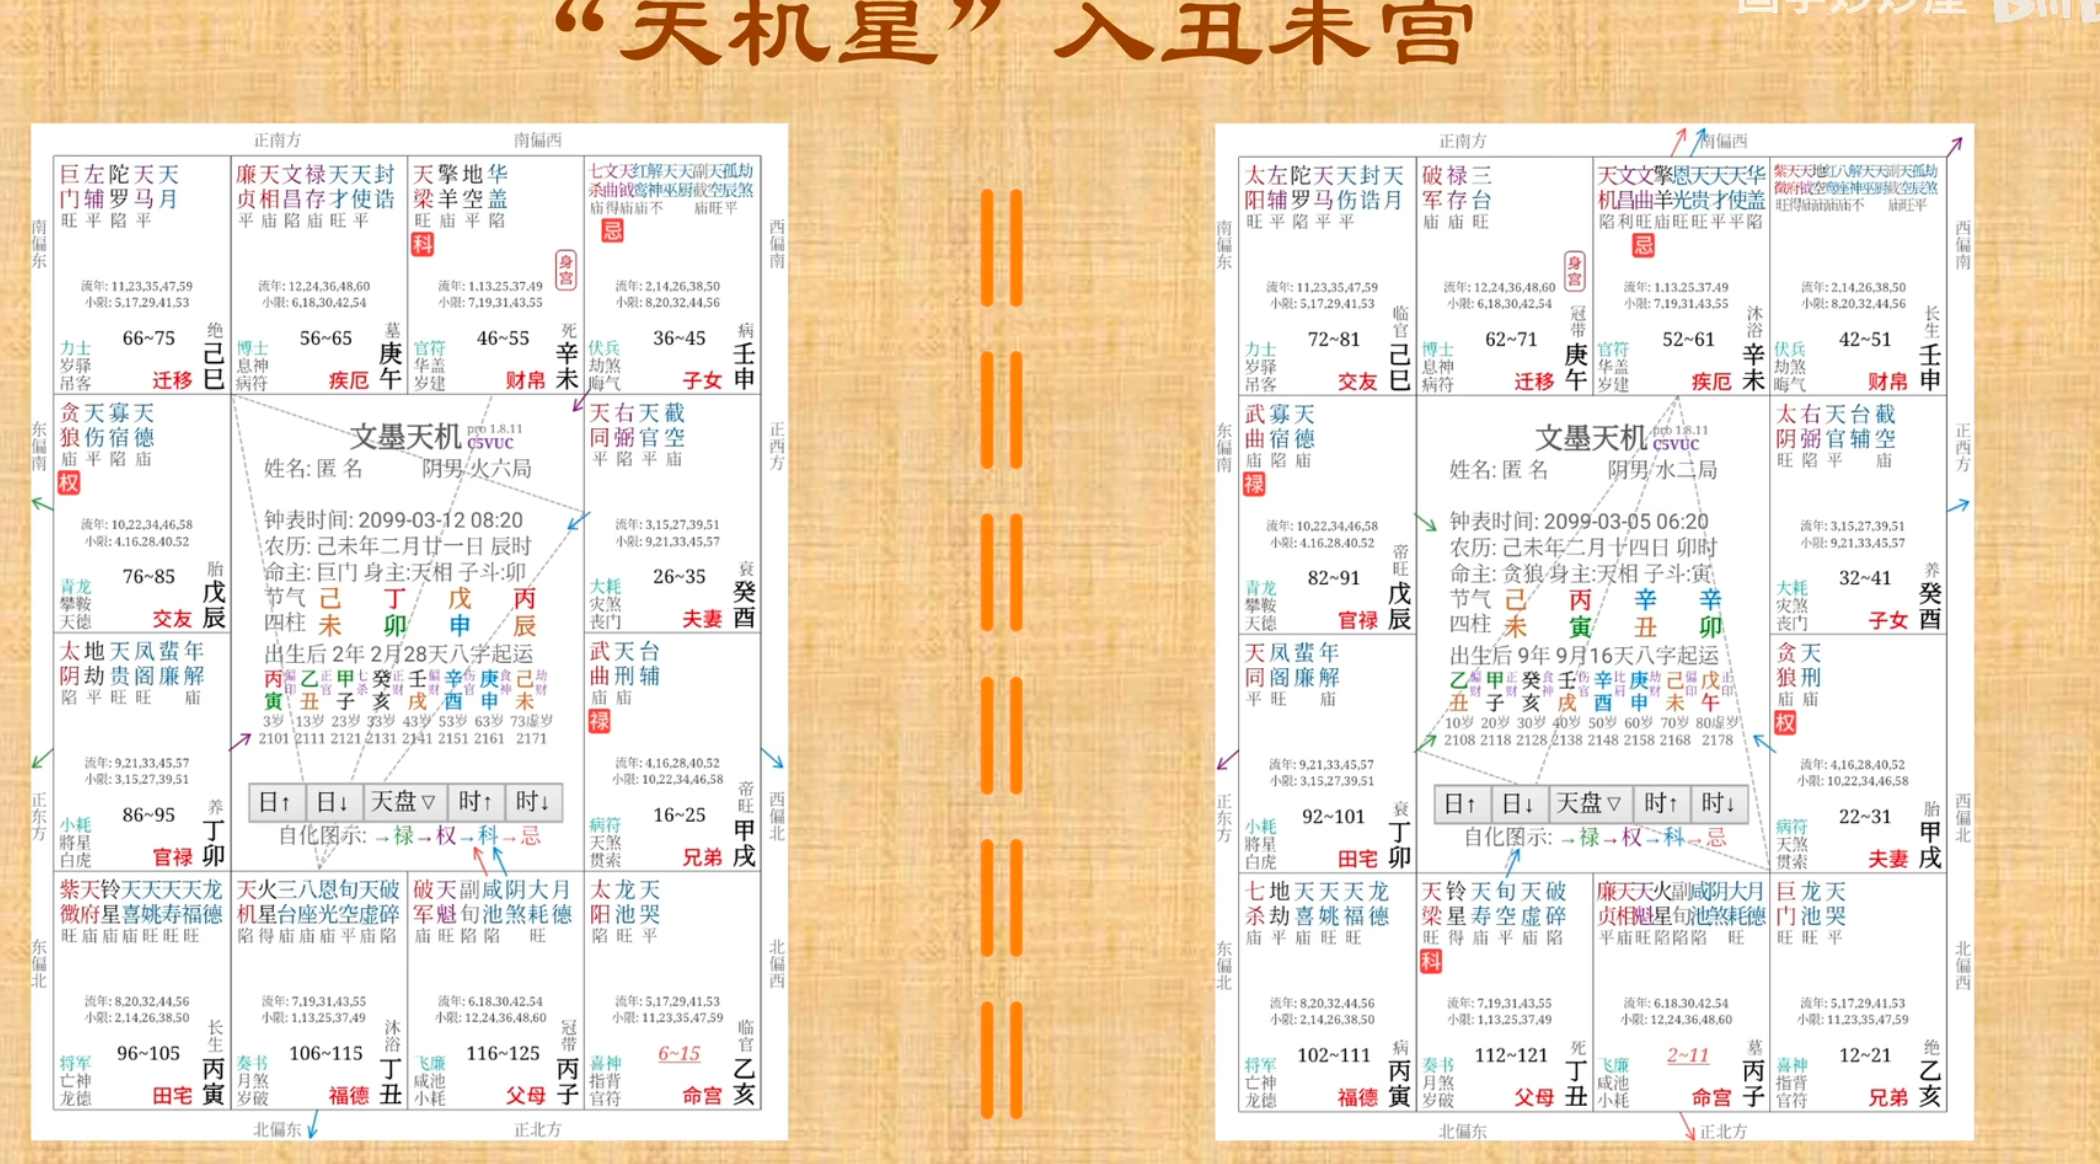 “天机星”入丑未宫
正南方 南偏西
南偏东
西偏南
巨左陀天天
门辅罗马月
旺平陷平
流年: 11,23,35,47,59
小限: 5,17,29,41,53
66~75
绝
力士
岁驿
吊客
迁移
己巳
廉天文禄天天封
贞相昌存才使诰
平庙陷庙旺平
流年: 12,24,36,48,60
小限: 6,18,30,42,54
56~65
墓
博士
息神
病符
疾厄
庚午
天擎地华
梁羊空盖
旺庙平陷
科
身宫
流年: 1,13,25,37,49
小限: 7,19,31,43,55
46~55
死
官符
华盖
岁建
财帛
辛未
七文天红解天天副天孤劫
杀曲钺鸾神巫厨截空辰煞
庙得庙庙不 庙旺平
忌
流年: 2,14,26,38,50
小限: 8,20,32,44,56
36~45
病
伏兵
劫煞
晦气
子女
壬申
东偏南
正西方
贪天寡天
狼伤宿德
庙平陷庙
权
流年: 10,22,34,46,58
小限: 4,16,28,40,52
76~85
胎
青龙
攀鞍
天德
交友
戊辰
文墨天机 pro 1.8.11
C5VUC
姓名: 匿名 阴男 火六局
钟表时间: 2099-03-12 08:20
农历: 己未年二月廿一日 辰时
命主: 巨门 身主:天相 子斗:卯
节气 己 丁 戊 丙
四柱 未 卯 申 辰
出生后 2年 2月28天八字起运
丙偏印 乙正官 甲七杀 癸正财 壬偏财 辛伤官 庚食神 己劫财
寅 丑 子 亥 戌 酉 申 未
3岁 13岁 23岁 33岁 43岁 53岁 63岁 73虚岁
2101 2111 2121 2131 2141 2151 2161 2171
日↑ 日↓ 天盘▽ 时↑ 时↓
自化图示: →禄→权→科→忌
天右天截
同弼官空
平陷平庙
流年: 3,15,27,39,51
小限: 9,21,33,45,57
26~35
衰
大耗
灾煞
丧门
夫妻
癸酉
正东方
西偏北
太地天凤蜚年
阴劫贵阁廉解
陷平旺旺 庙
流年: 9,21,33,45,57
小限: 3,15,27,39,51
86~95
养
小耗
將星
白虎
官禄
丁卯
武天台
曲刑辅
庙庙
禄
流年: 4,16,28,40,52
小限: 10,22,34,46,58
16~25
帝旺
病符
天煞
贯索
兄弟
甲戌
东偏北
北偏西
紫天铃天天天天龙
微府星喜姚寿福德
旺庙庙庙旺旺旺
流年: 8,20,32,44,56
小限: 2,14,26,38,50
96~105
长生
将军
亡神
龙德
田宅
丙寅
天火三八恩旬天破
机星台座光空虚碎
陷得庙庙庙平庙陷
流年: 7,19,31,43,55
小限: 1,13,25,37,49
106~115
沐浴
奏书
月煞
岁破
福德
丁丑
破天副咸阴大月
军魁旬池煞耗德
庙旺陷陷 旺
流年: 6,18,30,42,54
小限: 12,24,36,48,60
116~125
冠带
飞廉
咸池
小耗
父母
丙子
太龙天
阳池哭
陷旺平
流年: 5,17,29,41,53
小限: 11,23,35,47,59
6~15
临官
喜神
指背
官符
命宫
乙亥
北偏东 正北方
正南方 南偏西
南偏东
西偏南
太左陀天天封天
阳辅罗马伤诰月
旺平陷平平
流年: 11,23,35,47,59
小限: 5,17,29,41,53
72~81
临官
力士
岁驿
吊客
交友
己巳
破禄三
军存台
庙庙旺
身宫
流年: 12,24,36,48,60
小限: 6,18,30,42,54
62~71
冠带
博士
息神
病符
迁移
庚午
天文文擎恩天天天华
机昌曲羊光贵才使盖
陷利旺庙旺旺平平陷
忌
流年: 1,13,25,37,49
小限: 7,19,31,43,55
52~61
沐浴
官符
华盖
岁建
疾厄
辛未
紫天天地红八解天天副天孤劫
微府钺空鸾座神巫厨截空辰煞
旺得庙庙庙庙不 庙旺平
流年: 2,14,26,38,50
小限: 8,20,32,44,56
42~51
长生
伏兵
劫煞
晦气
财帛
壬申
东偏南
正西方
武寡天
曲宿德
庙陷庙
禄
流年: 10,22,34,46,58
小限: 4,16,28,40,52
82~91
帝旺
青龙
攀鞍
天德
官禄
戊辰
文墨天机 pro 1.8.11
C5VUC
姓名: 匿名 阴男 水二局
钟表时间: 2099-03-05 06:20
农历: 己未年二月十四日 卯时
命主: 贪狼 身主:天相 子斗:寅
节气 己 丙 辛 辛
四柱 未 寅 丑 卯
出生后 9年 9月16天八字起运
乙偏财 甲正财 癸食神 壬伤官 辛比肩 庚劫财 己偏印 戊正印
丑 子 亥 戌 酉 申 未 午
10岁 20岁 30岁 40岁 50岁 60岁 70岁 80虚岁
2108 2118 2128 2138 2148 2158 2168 2178
日↑ 日↓ 天盘▽ 时↑ 时↓
自化图示: →禄→权→科→忌
太右天台截
阴弼官辅空
旺陷平 庙
流年: 3,15,27,39,51
小限: 9,21,33,45,57
32~41
养
大耗
灾煞
丧门
子女
癸酉
正东方
西偏北
天凤蜚年
同阁廉解
平旺 庙
流年: 9,21,33,45,57
小限: 3,15,27,39,51
92~101
衰
小耗
將星
白虎
田宅
丁卯
贪天
狼刑
庙庙
权
流年: 4,16,28,40,52
小限: 10,22,34,46,58
22~31
胎
病符
天煞
贯索
夫妻
甲戌
东偏北
北偏西
七地天天天龙
杀劫喜姚福德
庙平庙旺旺
流年: 8,20,32,44,56
小限: 2,14,26,38,50
102~111
病
将军
亡神
龙德
福德
丙寅
天铃天旬天破
梁星寿空虚碎
旺得庙平庙陷
科
流年: 7,19,31,43,55
小限: 1,13,25,37,49
112~121
死
奏书
月煞
岁破
父母
丁丑
廉天天火副咸阴大月
贞相魁星旬池煞耗德
平庙旺陷陷陷 旺
流年: 6,18,30,42,54
小限: 12,24,36,48,60
2~11
墓
飞廉
咸池
小耗
命宫
丙子
巨龙天
门池哭
旺旺平
流年: 5,17,29,41,53
小限: 11,23,35,47,59
12~21
绝
喜神
指背
官符
兄弟
乙亥
北偏东 正北方